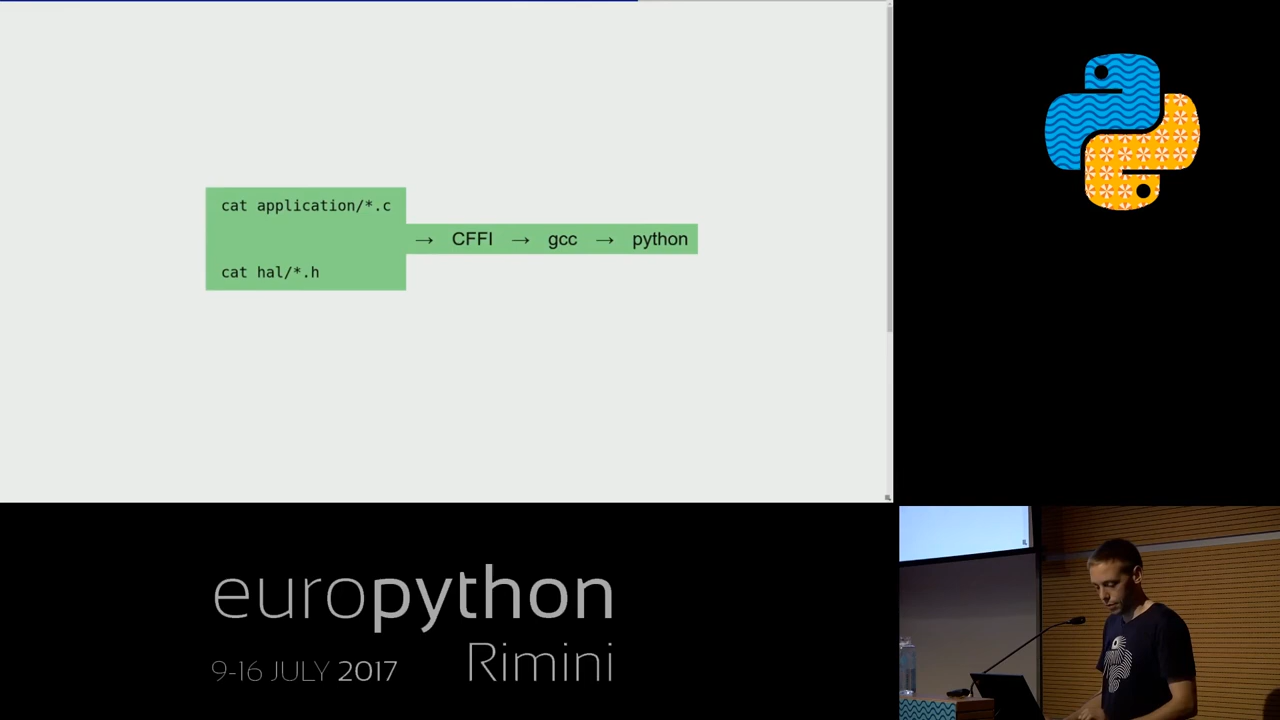 cat application/*.c
→ CFFI → gcc → python
cat hal/*.h
europython
Rimini
9-16 JULY 2017